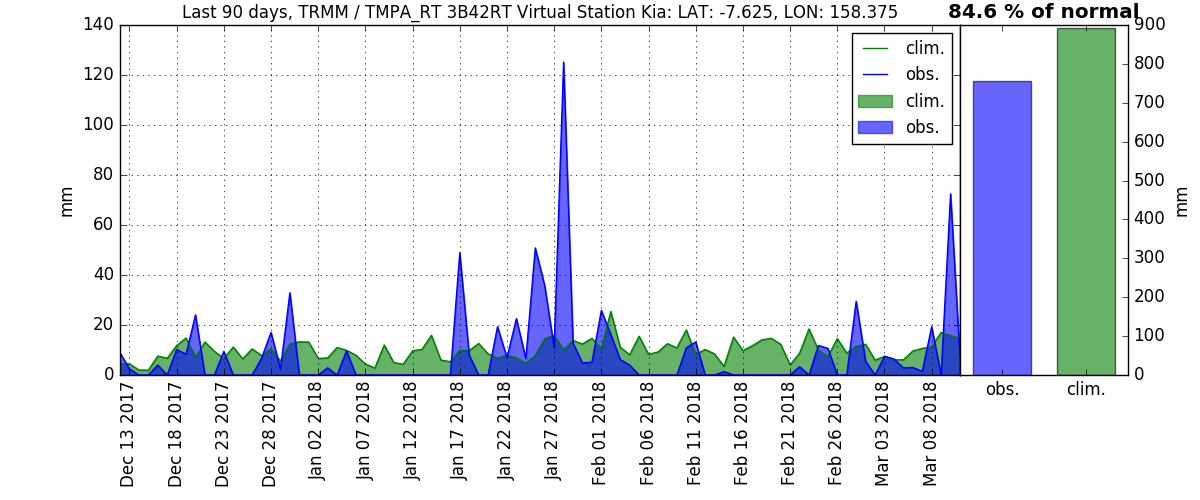 Last 90 days, TRMM / TMPA_RT 3B42RT Virtual Station Kia: LAT: -7.625, LON: 158.375
84.6 % of normal
140
120
100
80
60
40
20
0
mm
clim.
obs.
clim.
obs.
900
800
700
600
500
400
300
200
100
0
mm
Dec 13 2017
Dec 18 2017
Dec 23 2017
Dec 28 2017
Jan 02 2018
Jan 07 2018
Jan 12 2018
Jan 17 2018
Jan 22 2018
Jan 27 2018
Feb 01 2018
Feb 06 2018
Feb 11 2018
Feb 16 2018
Feb 21 2018
Feb 26 2018
Mar 03 2018
Mar 08 2018
obs.
clim.